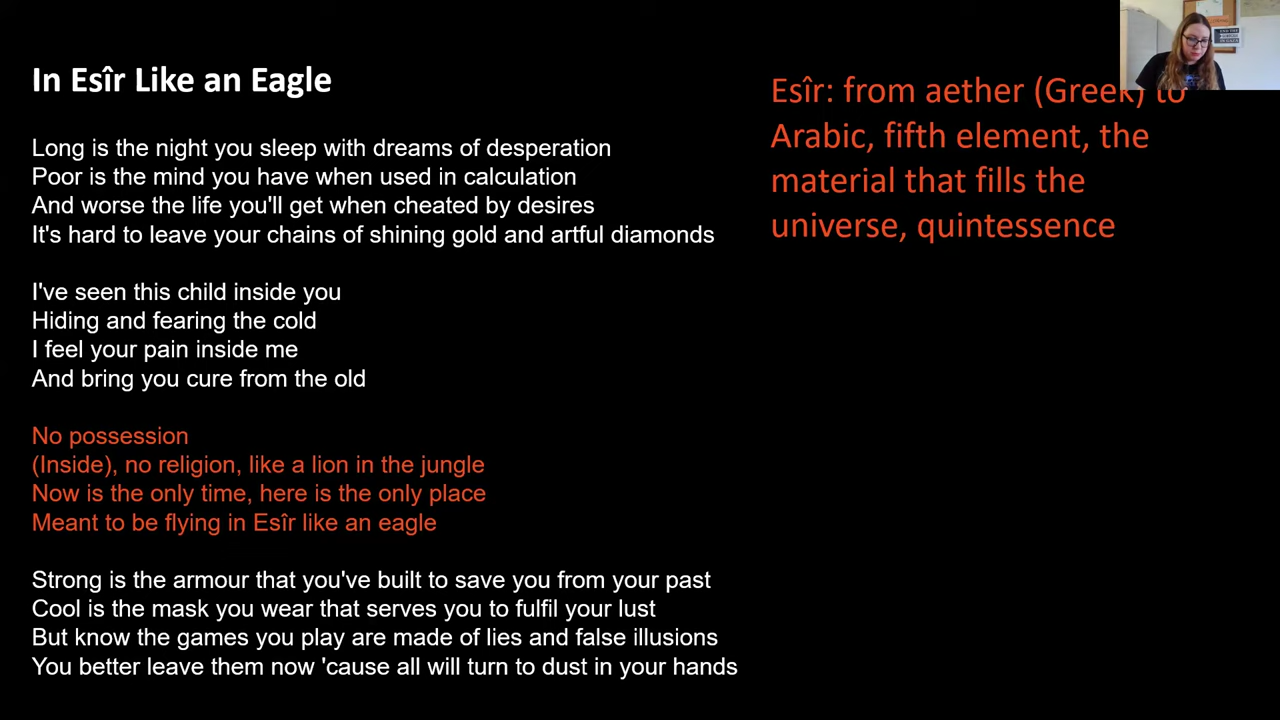 In Esîr Like an Eagle
Long is the night you sleep with dreams of desperation
Poor is the mind you have when used in calculation
And worse the life you'll get when cheated by desires
It's hard to leave your chains of shining gold and artful diamonds
I've seen this child inside you
Hiding and fearing the cold
I feel your pain inside me
And bring you cure from the old
No possession
(Inside), no religion, like a lion in the jungle
Now is the only time, here is the only place
Meant to be flying in Esîr like an eagle
Strong is the armour that you've built to save you from your past
Cool is the mask you wear that serves you to fulfil your lust
But know the games you play are made of lies and false illusions
You better leave them now 'cause all will turn to dust in your hands
Esîr: from aether (Greek) to
Arabic, fifth element, the
material that fills the
universe, quintessence